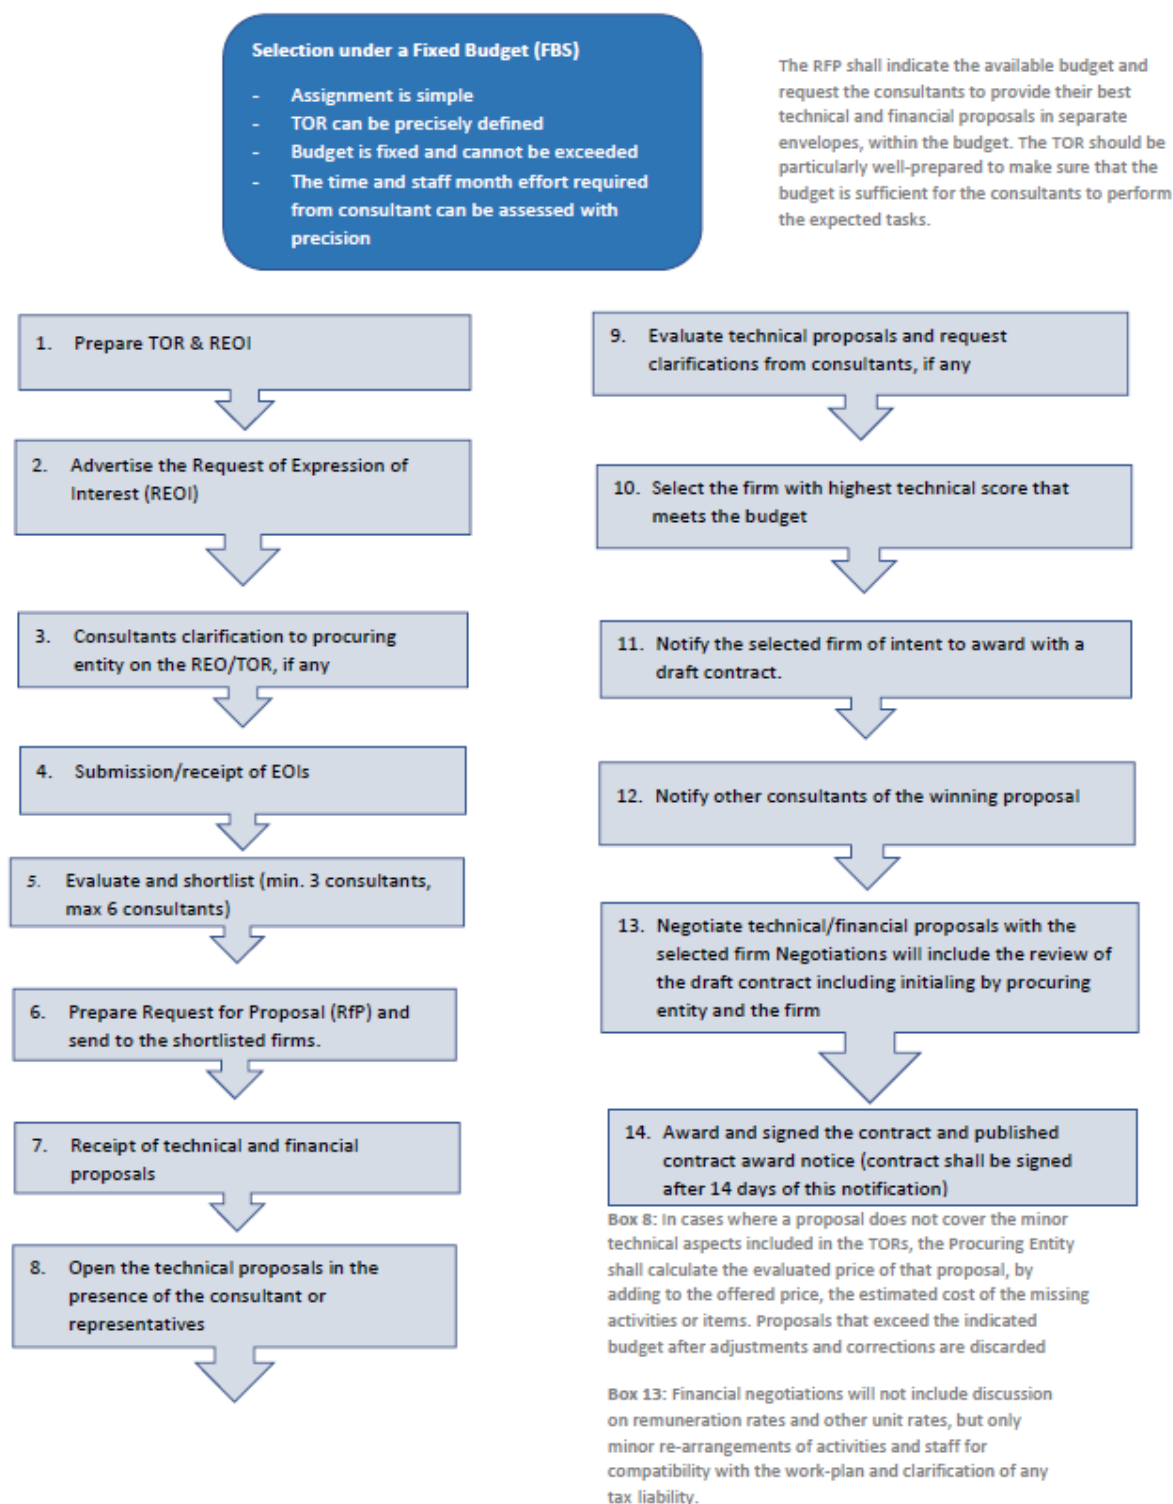 Selection under a Fixed Budget (FBS)
- Assignment is simple
- TOR can be precisely defined
- Budget is fixed and cannot be exceeded
- The time and staff month effort required
from consultant can be assessed with
precision
The RFP shall indicate the available budget and
request the consultants to provide their best
technical and financial proposals in separate
envelopes, within the budget. The TOR should be
particularly well-prepared to make sure that the
budget is sufficient for the consultants to perform
the expected tasks.
1. Prepare TOR & REOI
2. Advertise the Request of Expression of
Interest (REOI)
3. Consultants clarification to procuring
entity on the REO/TOR, if any
4. Submission/receipt of EOIs
5. Evaluate and shortlist (min. 3 consultants,
max 6 consultants)
6. Prepare Request for Proposal (RfP) and
send to the shortlisted firms.
7. Receipt of technical and financial
proposals
8. Open the technical proposals in the
presence of the consultant or
representatives
9. Evaluate technical proposals and request
clarifications from consultants, if any
10. Select the firm with highest technical score that
meets the budget
11. Notify the selected firm of intent to award with a
draft contract.
12. Notify other consultants of the winning proposal
13. Negotiate technical/financial proposals with the
selected firm Negotiations will include the review of
the draft contract including initialing by procuring
entity and the firm
14. Award and signed the contract and published
contract award notice (contract shall be signed
after 14 days of this notification)
Box 8: In cases where a proposal does not cover the minor
technical aspects included in the TORs, the Procuring Entity
shall calculate the evaluated price of that proposal, by
adding to the offered price, the estimated cost of the missing
activities or items. Proposals that exceed the indicated
budget after adjustments and corrections are discarded
Box 13: Financial negotiations will not include discussion
on remuneration rates and other unit rates, but only
minor re-arrangements of activities and staff for
compatibility with the work-plan and clarification of any
tax liability.